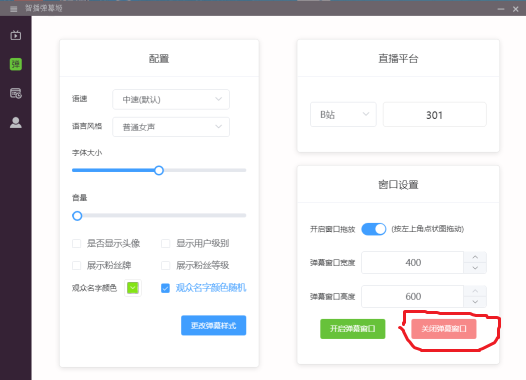 智播弹幕姬
弹
配置
语速 中速(默认)
语言风格 普通女声
字体大小
音量
是否显示头像 显示用户级别
展示粉丝牌 展示粉丝等级
观众名字颜色 观众名字颜色随机
更改弹幕样式
直播平台
B站 301
窗口设置
开启窗口拖放 (按左上角点状面拖动)
弹幕窗口宽度 400
弹幕窗口高度 600
开启弹幕窗口 关闭弹幕窗口